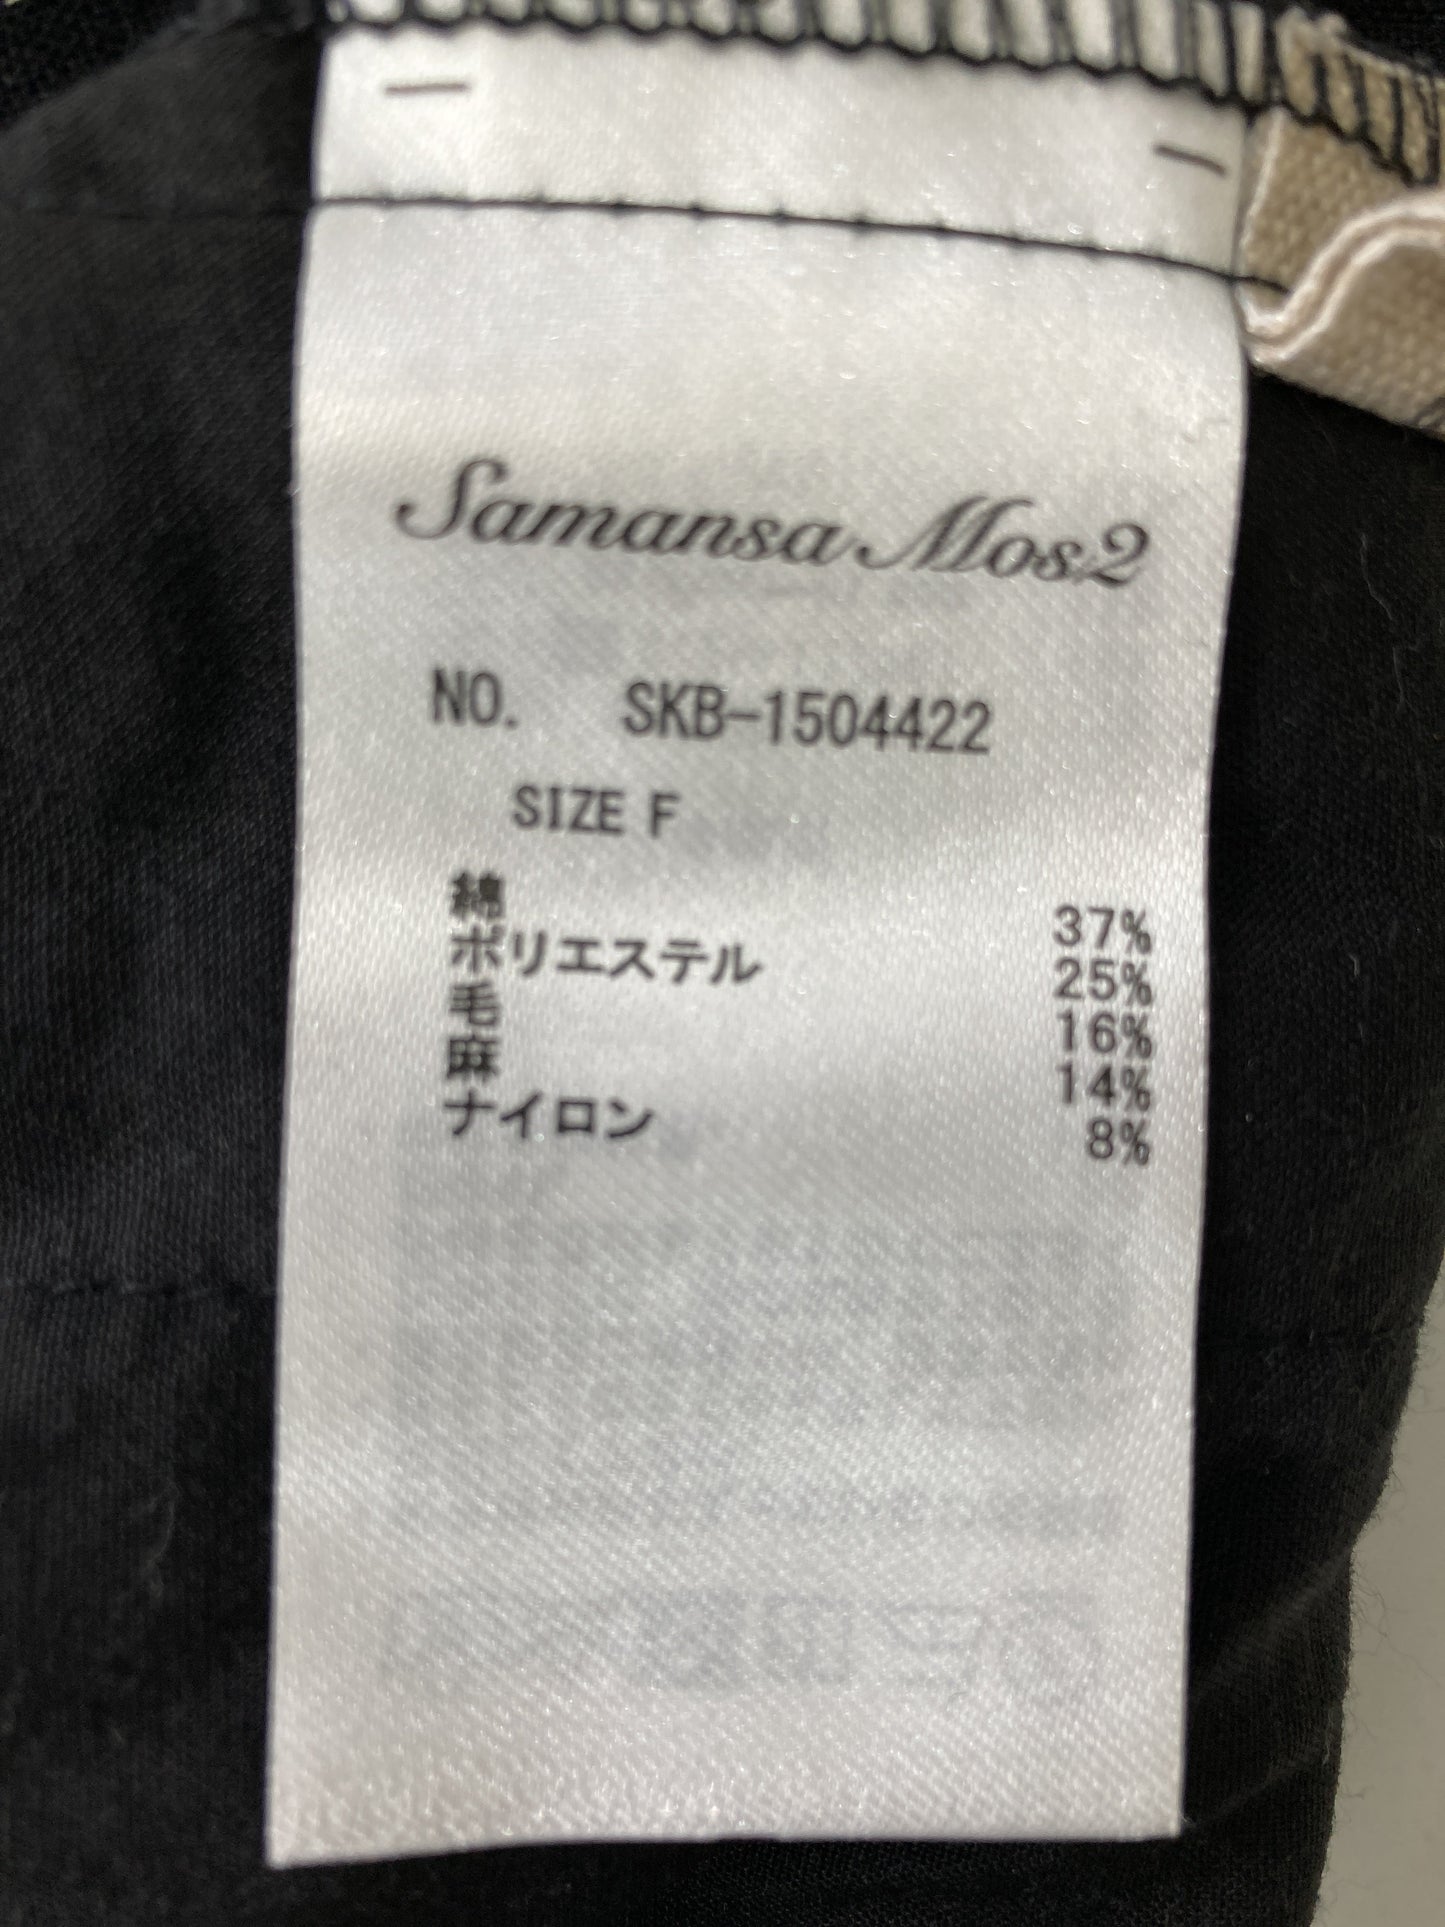 Samansa Mos2
NO. SKB-1504422
SIZE F
綿 37%
ポリエステル 25%
毛 16%
麻 14%
ナイロン 8%